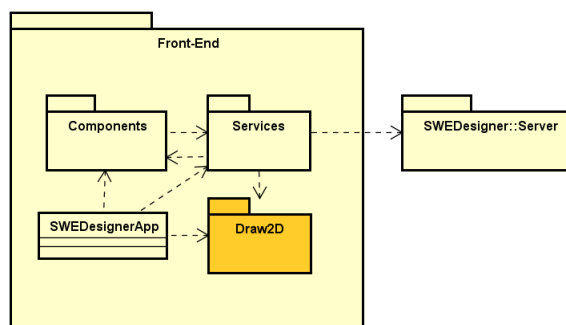 Front-End
Components
Services
SWEDesigner::Server
SWEDesignerApp
Draw2D